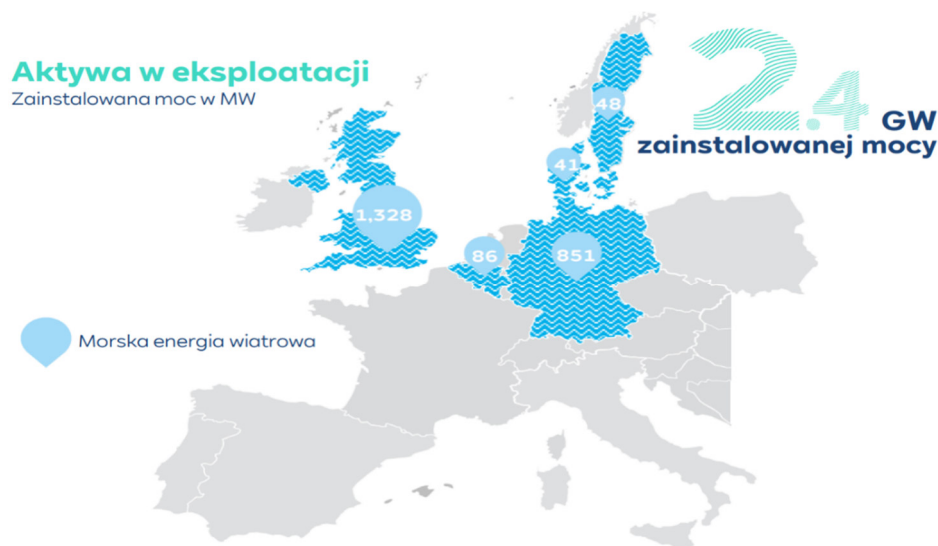 Aktywa w eksploatacji
Zainstalowana moc w MW
2.4 GW
zainstalowanej mocy
48
41
1,328
86
851
Morska energia wiatrowa